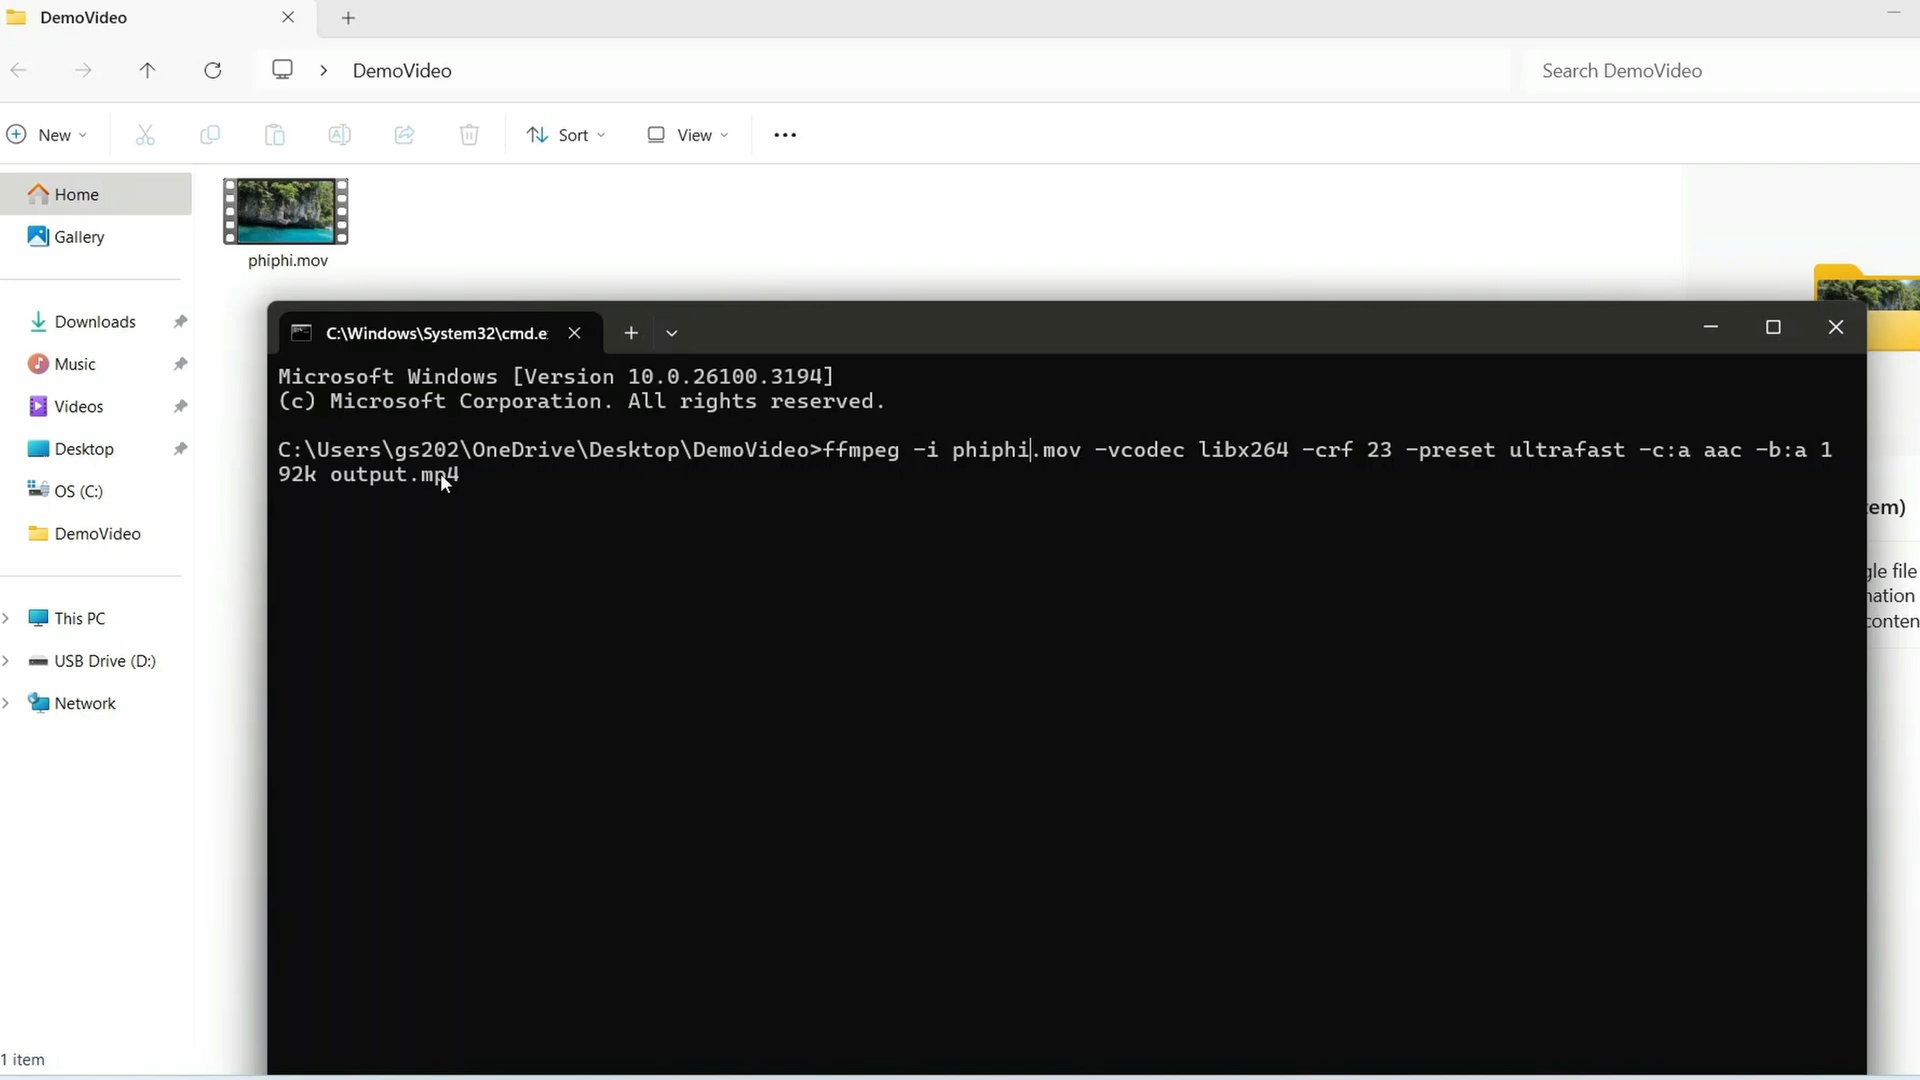 DemoVideo
DemoVideo
Search DemoVideo
New
Sort
View
Home
Gallery
phiphi.mov
Downloads
Music
Videos
Desktop
OS (C:)
DemoVideo
This PC
USB Drive (D:)
Network
1 item
C:\Windows\System32\cmd.e
Microsoft Windows [Version 10.0.26100.3194]
(c) Microsoft Corporation. All rights reserved.
C:\Users\gs202\OneDrive\Desktop\DemoVideo>ffmpeg -i phiphi.mov -vcodec libx264 -crf 23 -preset ultrafast -c:a aac -b:a 1
92k output.mp4